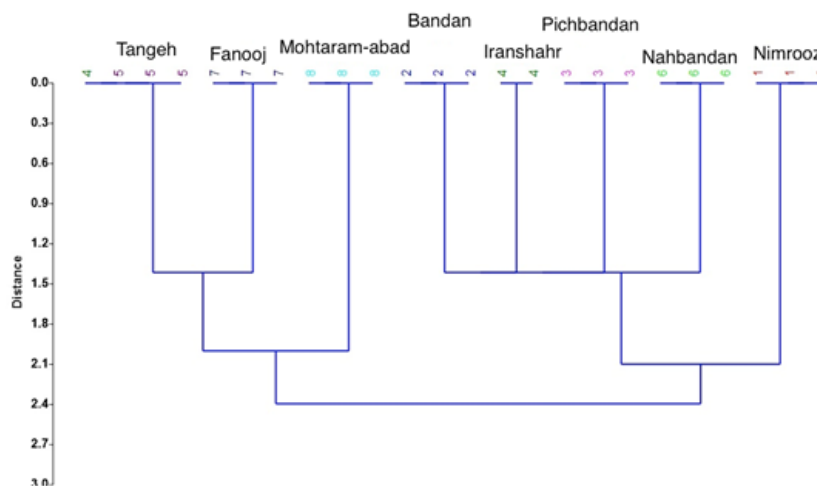 Bandan
Pichbandan
Tangeh Fanooj Mohtaram-abad Iranshahr Nahbandan Nimrooz
4 5 5 5 7 7 7 8 8 8 2 2 2 4 4 3 3 3 6 6 6 1 1
0.0
0.3
0.6
0.9
1.2
1.5
1.8
2.1
2.4
2.7
3.0
Distance